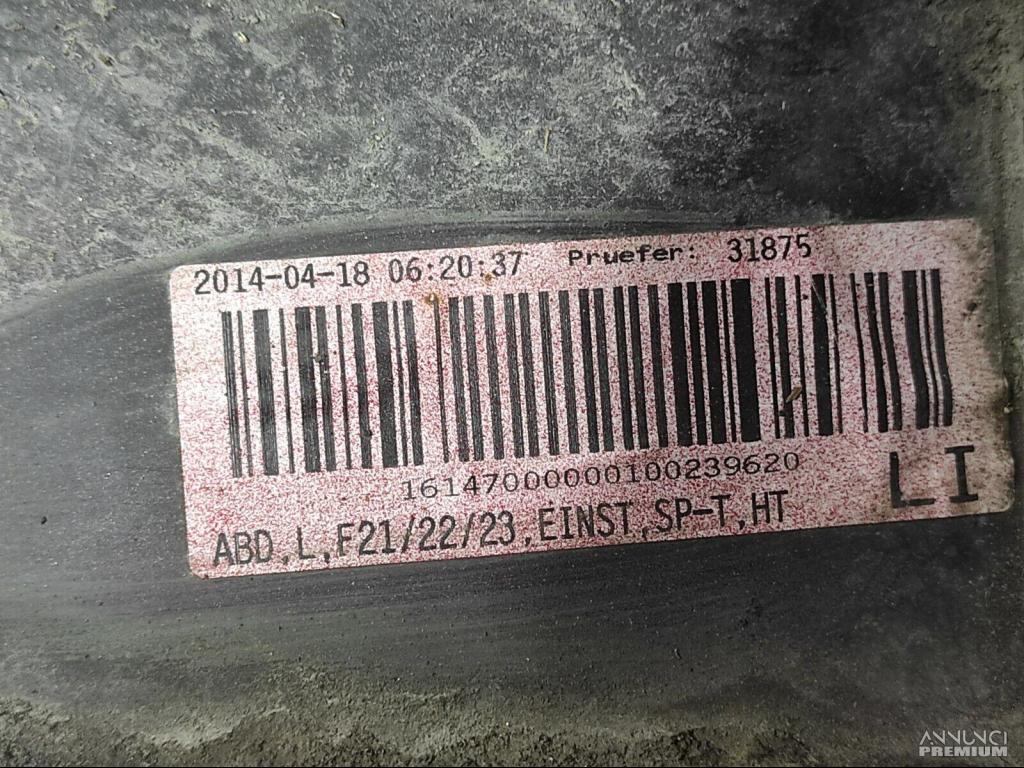 2014-04-18 06:20:37 Pruefer: 31875
16147000000100239620
LI
ABD,L,F21/22/23,EINST,SP-T,HT
ANNUNCI
PREMIUM